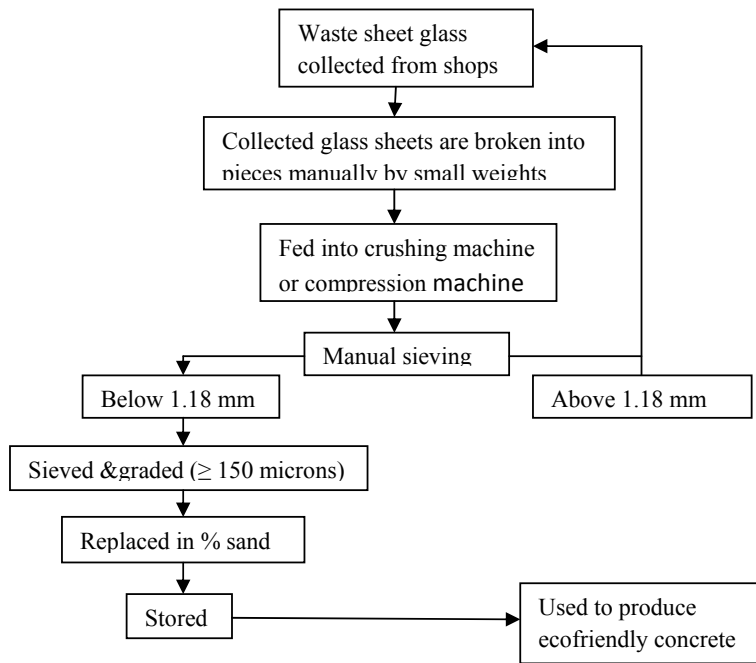 Waste sheet glass
collected from shops
Collected glass sheets are broken into
pieces manually by small weights
Fed into crushing machine
or compression machine
Manual sieving
Below 1.18 mm
Above 1.18 mm
Sieved &graded (≥ 150 microns)
Replaced in % sand
Stored
Used to produce
ecofriendly concrete